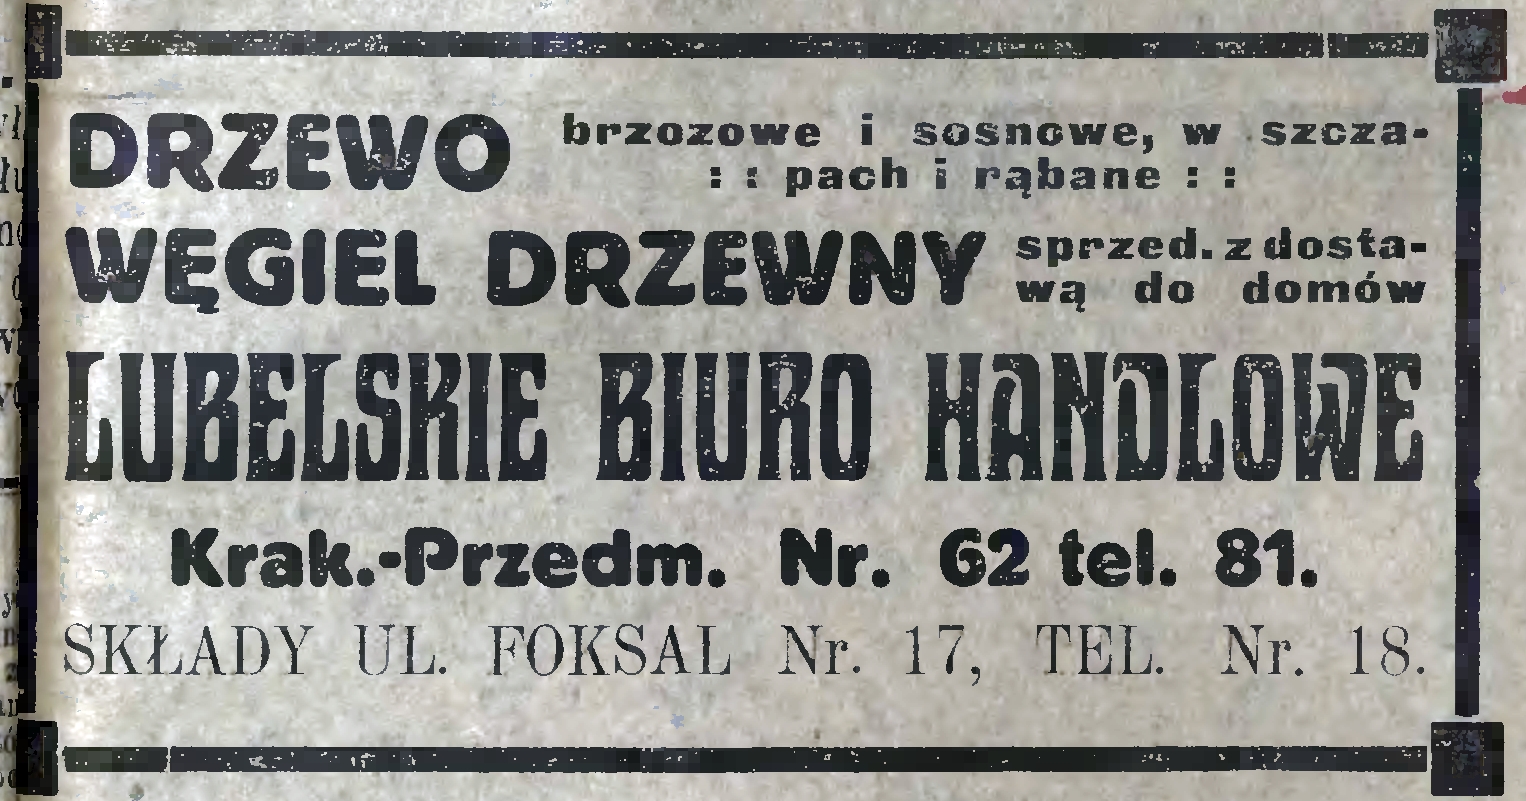 DRZEWO brzozowe i sosnowe, w szcza-
: : pach i rąbane : :
WĘGIEL DRZEWNY sprzed. z dosta-
wą do domów
LUBELSKIE BIURO HANDLOWE
Krak.-Przedm. Nr. 62 tel. 81.
SKŁADY UL. FOKSAL Nr. 17, TEL. Nr. 18.